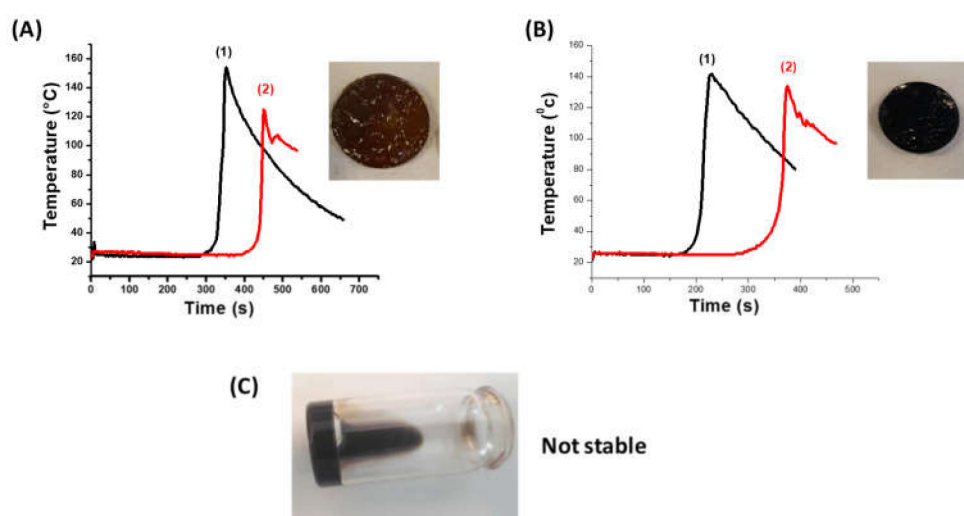 (A)
(1)
(2)
160
140
120
100
80
60
40
20
Temperature (°C)
0 100 200 300 400 500 600 700
Time (s)
(B)
(1)
(2)
160
140
120
100
80
60
40
20
Temperature (⁰c)
0 100 200 300 400 500
Time (s)
(C)
Not stable